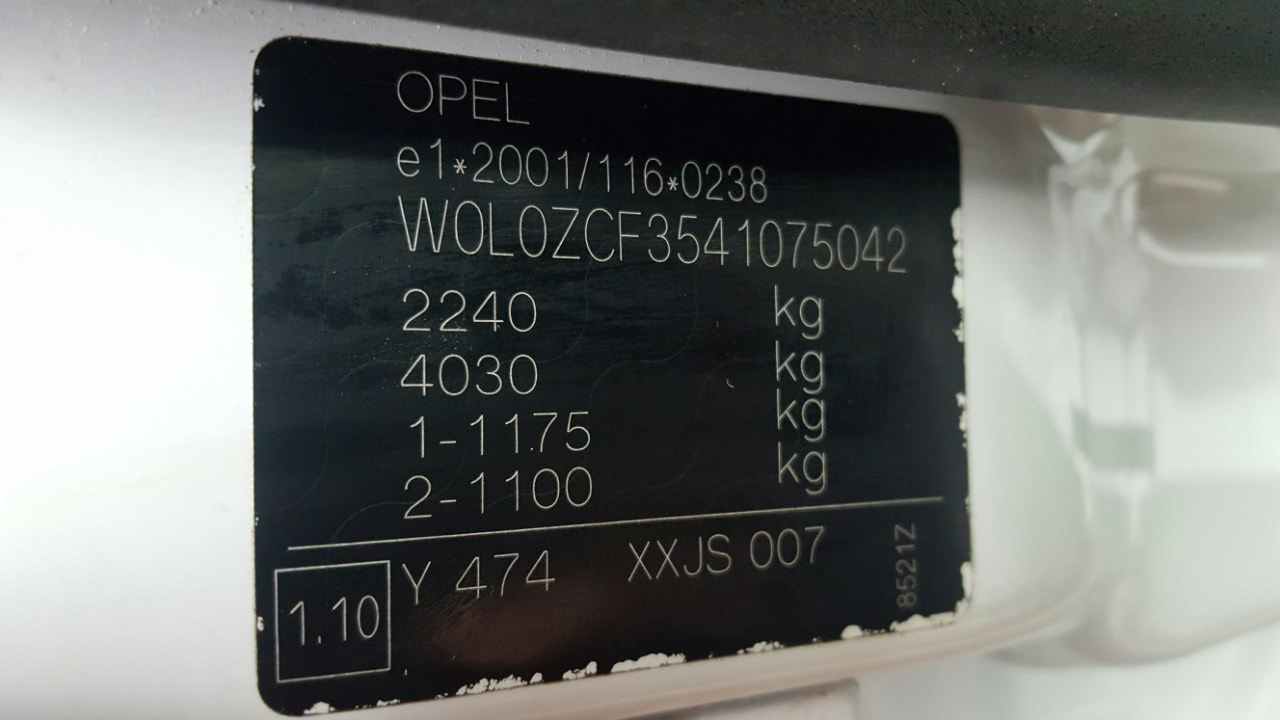 OPEL
e1*2001/116*0238
W0L0ZCF3541075042
2240 kg
4030 kg
1-1175 kg
2-1100 kg
1.10 Y 474 XXJS 007
8521Z